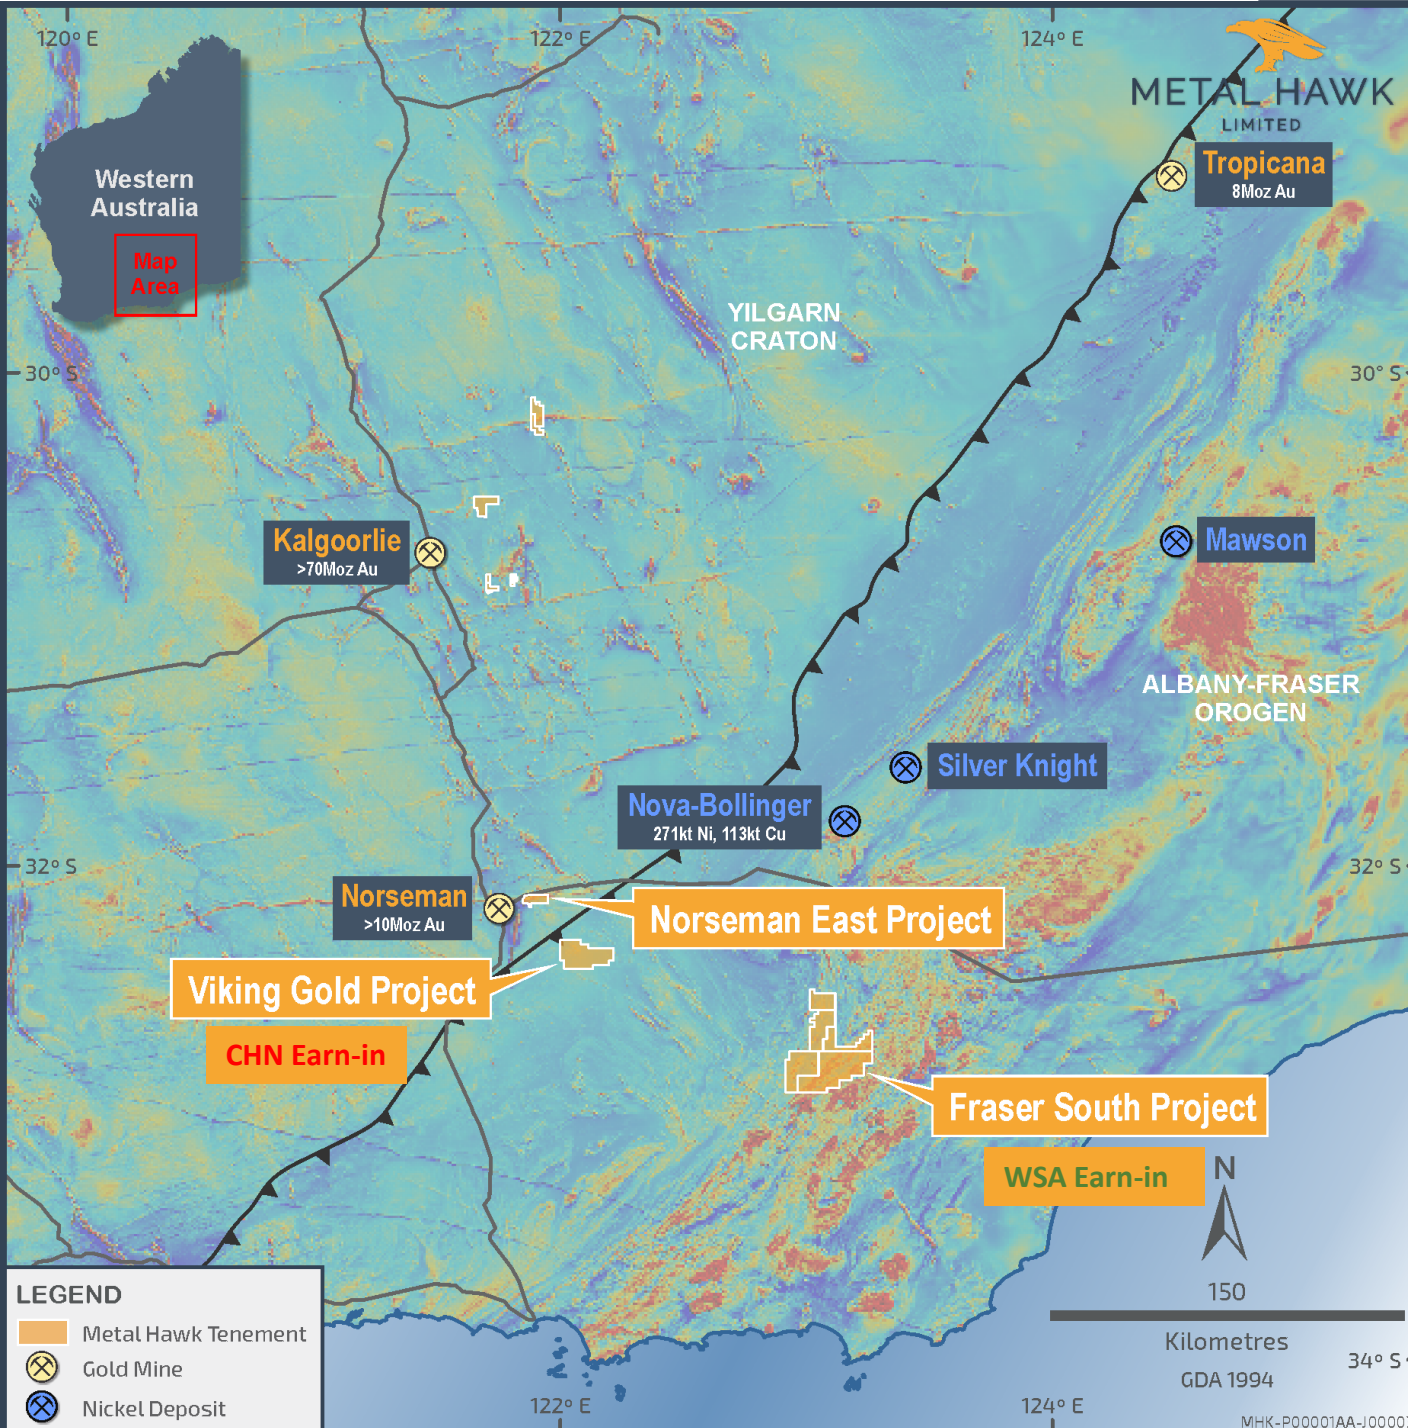 120° E
122° E
124° E
METAL HAWK
LIMITED
Western
Australia
Map
Area
Tropicana
8Moz Au
YILGARN
CRATON
30° S
30° S
Kalgoorlie
>70Moz Au
Mawson
ALBANY-FRASER
OROGEN
Silver Knight
Nova-Bollinger
271kt Ni, 113kt Cu
32° S
32° S
Norseman
>10Moz Au
Norseman East Project
Viking Gold Project
CHN Earn-in
Fraser South Project
WSA Earn-in
N
150
Kilometres
GDA 1994
34° S
LEGEND
Metal Hawk Tenement
Gold Mine
Nickel Deposit
122° E
124° E